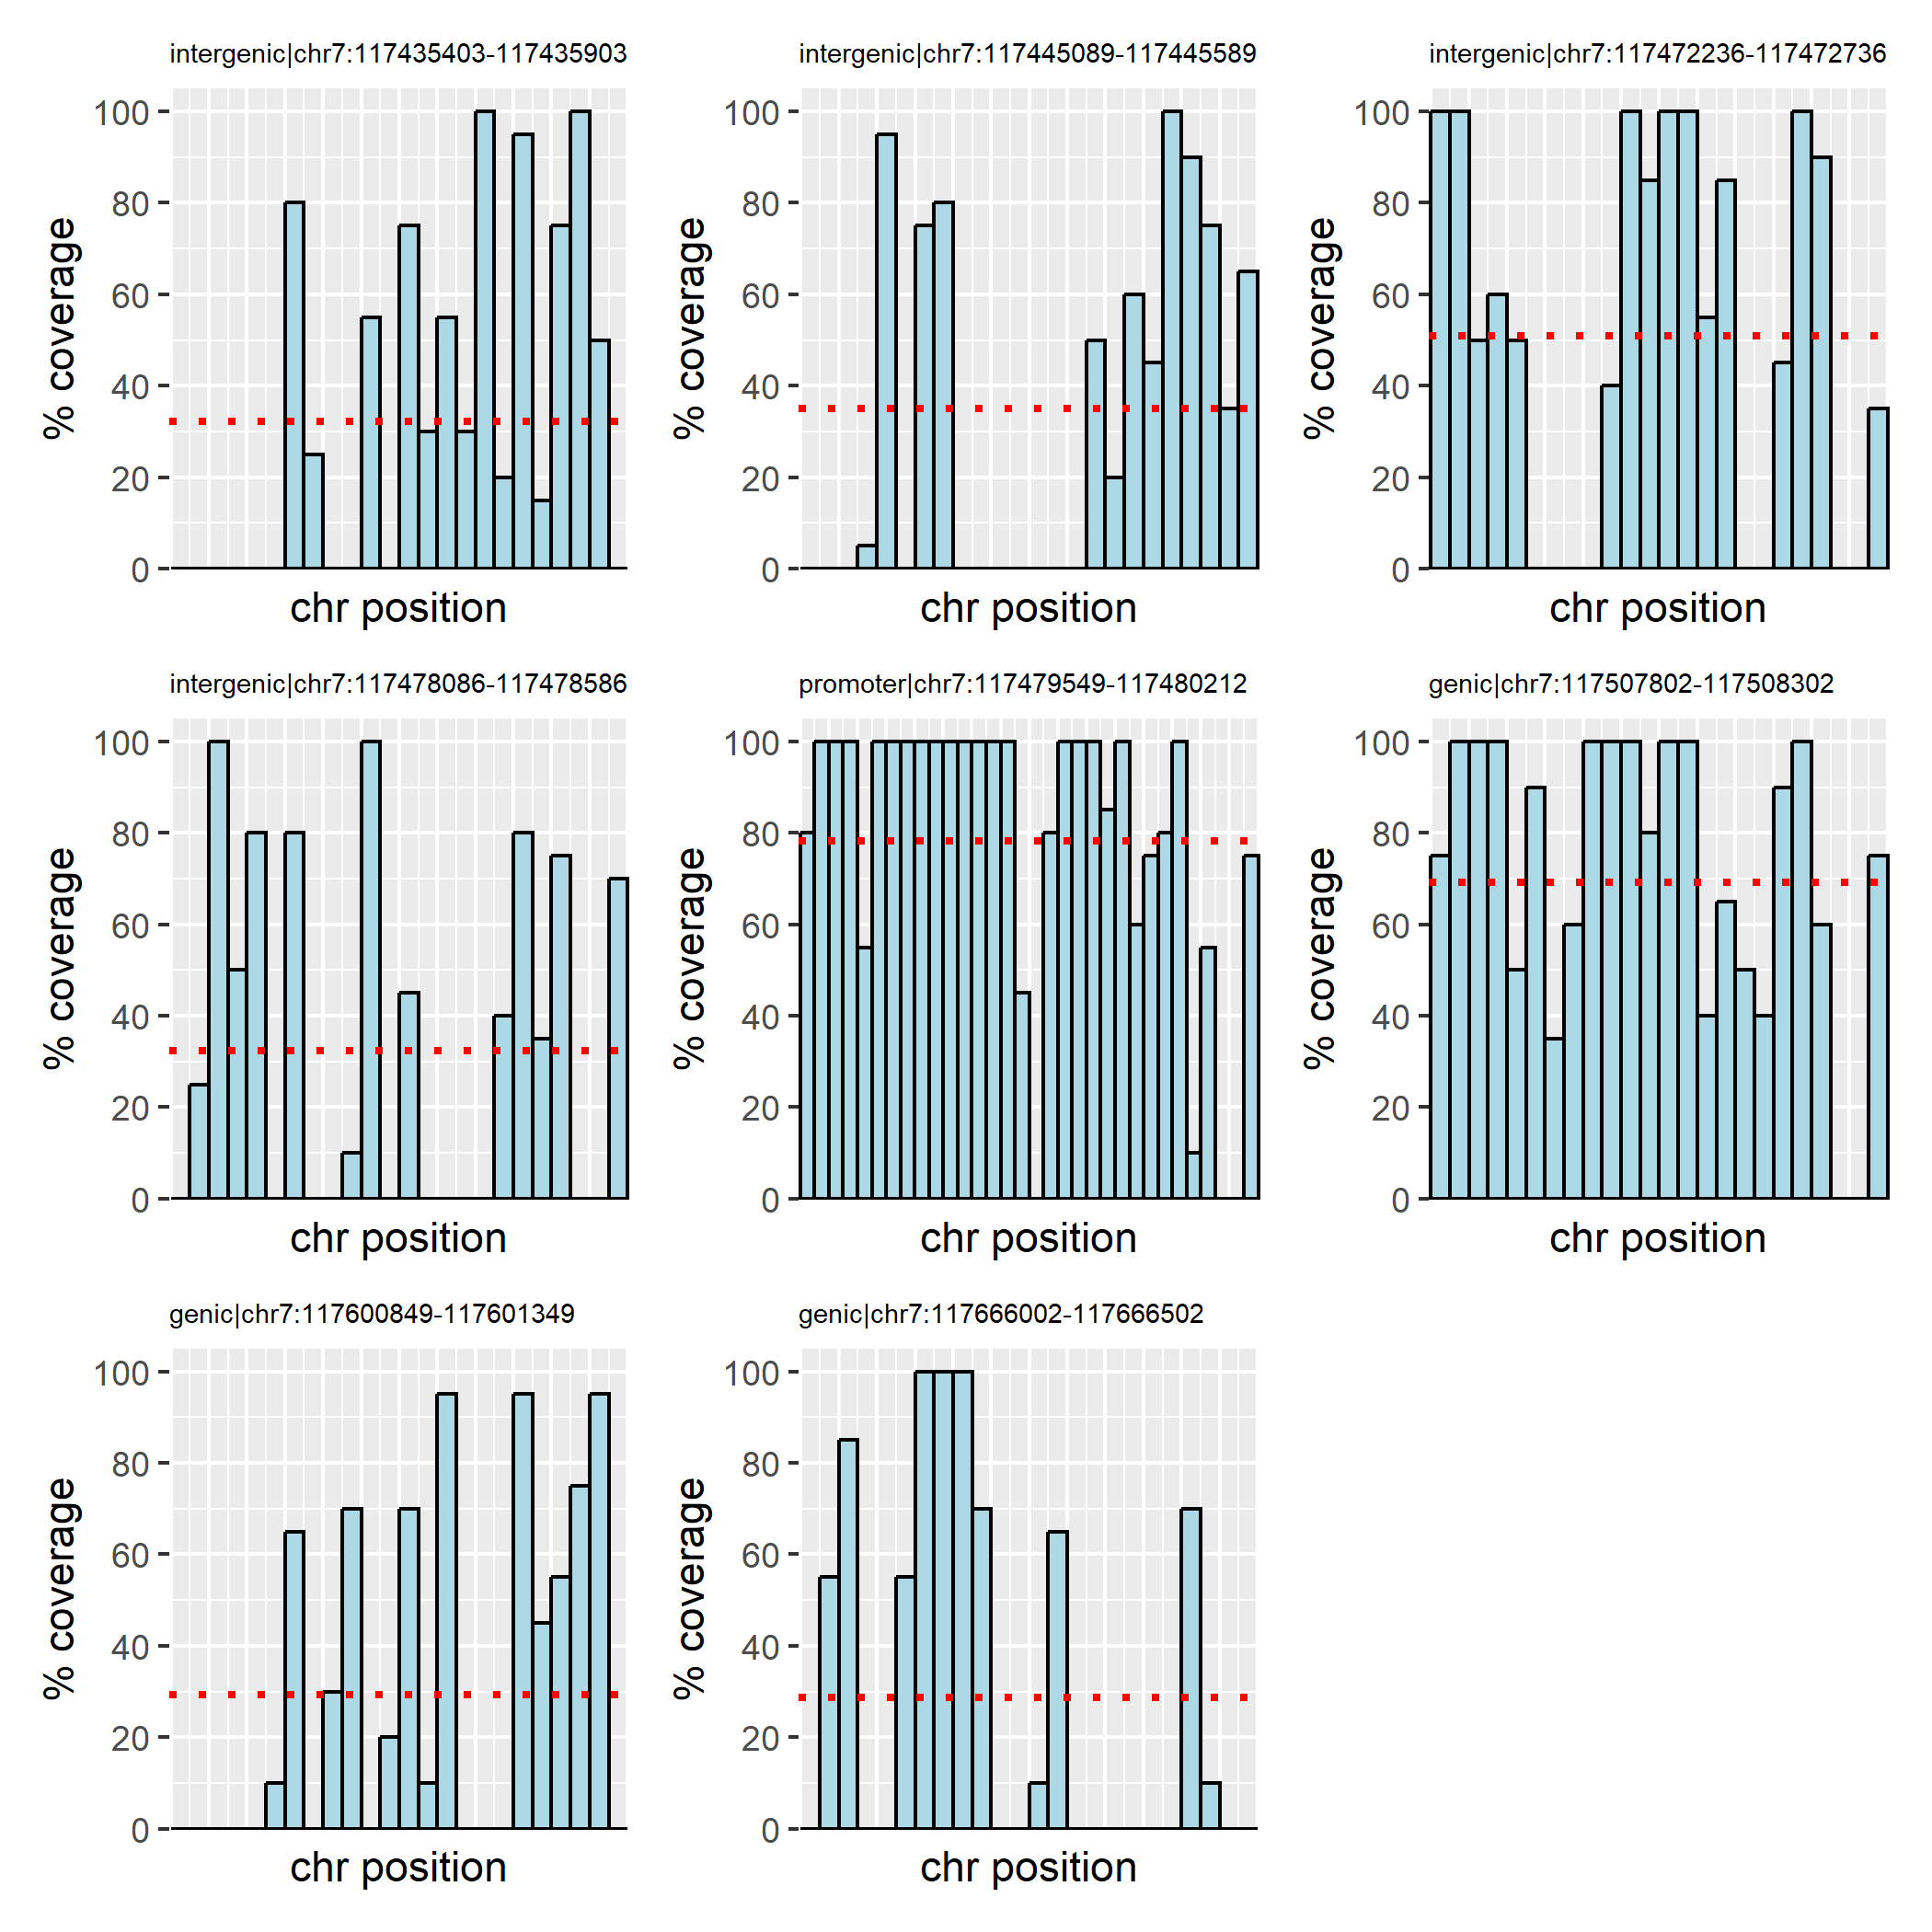 intergenic|chr7:117435403-117435903
100
80
60
40
20
0
% coverage
chr position
intergenic|chr7:117445089-117445589
100
80
60
40
20
0
% coverage
chr position
intergenic|chr7:117472236-117472736
100
80
60
40
20
0
% coverage
chr position
intergenic|chr7:117478086-117478586
100
80
60
40
20
0
% coverage
chr position
promoter|chr7:117479549-117480212
100
80
60
40
20
0
% coverage
chr position
genic|chr7:117507802-117508302
100
80
60
40
20
0
% coverage
chr position
genic|chr7:117600849-117601349
100
80
60
40
20
0
% coverage
chr position
genic|chr7:117666002-117666502
100
80
60
40
20
0
% coverage
chr position